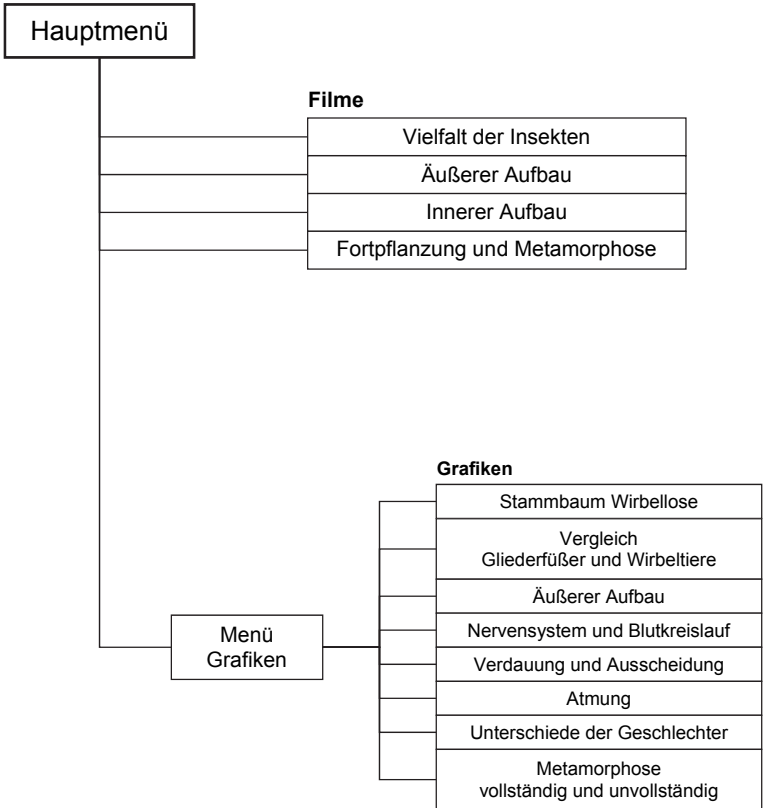 Hauptmenü
Filme
Vielfalt der Insekten
Äußerer Aufbau
Innerer Aufbau
Fortpflanzung und Metamorphose
Grafiken
Stammbaum Wirbellose
Vergleich
Gliederfüßer und Wirbeltiere
Äußerer Aufbau
Menü
Grafiken
Nervensystem und Blutkreislauf
Verdauung und Ausscheidung
Atmung
Unterschiede der Geschlechter
Metamorphose
vollständig und unvollständig